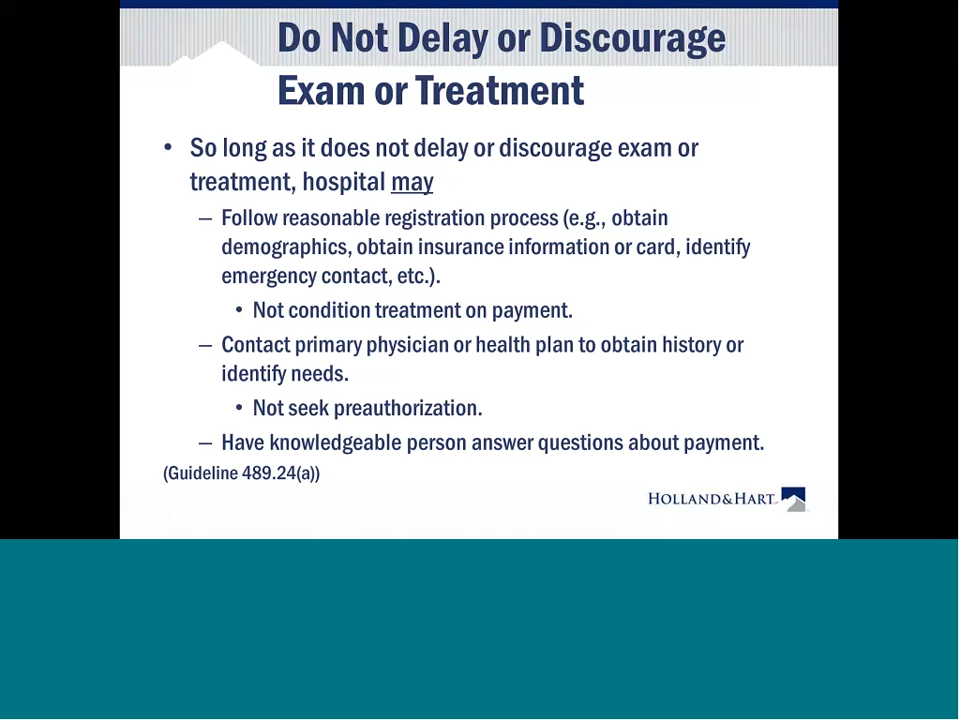 Do Not Delay or Discourage
Exam or Treatment
• So long as it does not delay or discourage exam or
treatment, hospital may
– Follow reasonable registration process (e.g., obtain
demographics, obtain insurance information or card, identify
emergency contact, etc.).
• Not condition treatment on payment.
– Contact primary physician or health plan to obtain history or
identify needs.
• Not seek preauthorization.
– Have knowledgeable person answer questions about payment.
(Guideline 489.24(a))
HOLLAND&HART